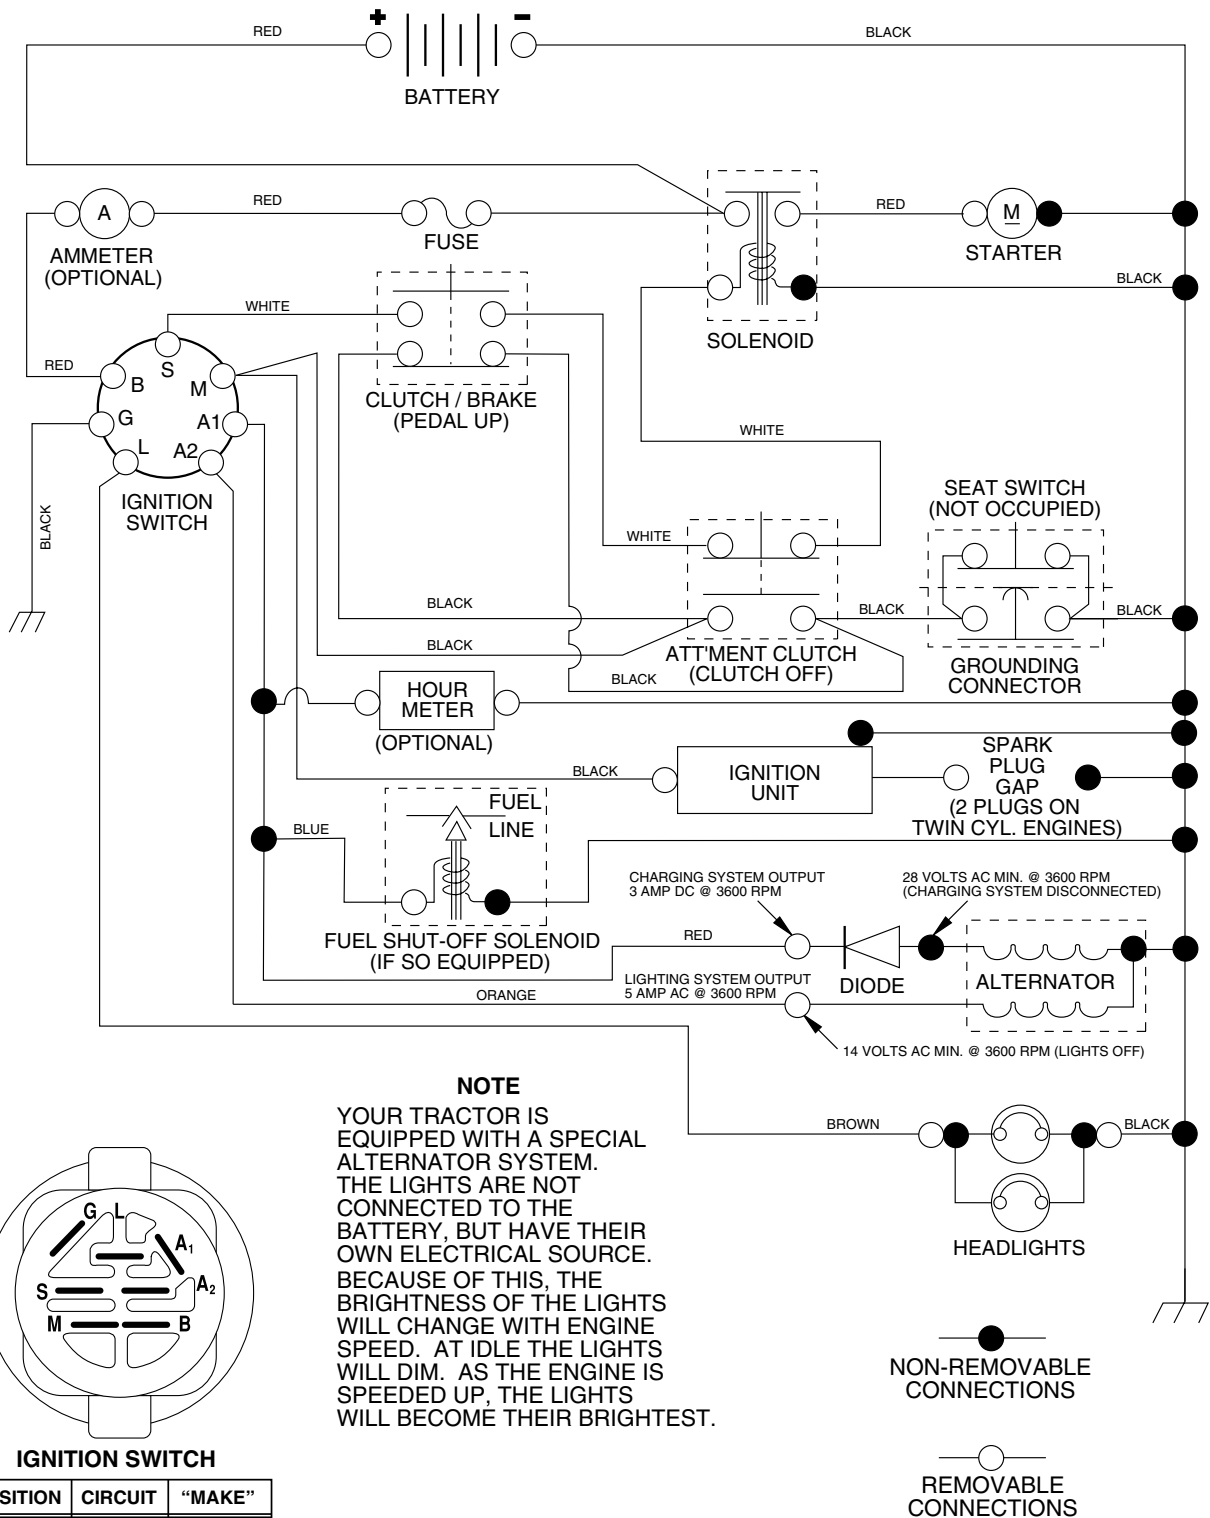 + -
RED
BLACK
BATTERY
A
RED
RED
M
AMMETER
(OPTIONAL)
FUSE
STARTER
BLACK
WHITE
SOLENOID
RED
S
B
M
G
A1
L
A2
CLUTCH / BRAKE
(PEDAL UP)
IGNITION
SWITCH
BLACK
WHITE
SEAT SWITCH
(NOT OCCUPIED)
WHITE
BLACK
BLACK
BLACK
BLACK
ATT'MENT CLUTCH
(CLUTCH OFF)
GROUNDING
CONNECTOR
BLACK
HOUR
METER
(OPTIONAL)
BLACK
IGNITION
UNIT
SPARK
PLUG
GAP
(2 PLUGS ON
TWIN CYL. ENGINES)
FUEL
LINE
BLUE
FUEL SHUT-OFF SOLENOID
(IF SO EQUIPPED)
CHARGING SYSTEM OUTPUT
3 AMP DC @ 3600 RPM
28 VOLTS AC MIN. @ 3600 RPM
(CHARGING SYSTEM DISCONNECTED)
RED
DIODE
ALTERNATOR
LIGHTING SYSTEM OUTPUT
5 AMP AC @ 3600 RPM
ORANGE
14 VOLTS AC MIN. @ 3600 RPM (LIGHTS OFF)
NOTE
YOUR TRACTOR IS
EQUIPPED WITH A SPECIAL
ALTERNATOR SYSTEM.
THE LIGHTS ARE NOT
CONNECTED TO THE
BATTERY, BUT HAVE THEIR
OWN ELECTRICAL SOURCE.
BECAUSE OF THIS, THE
BRIGHTNESS OF THE LIGHTS
WILL CHANGE WITH ENGINE
SPEED. AT IDLE THE LIGHTS
WILL DIM. AS THE ENGINE IS
SPEEDED UP, THE LIGHTS
WILL BECOME THEIR BRIGHTEST.
BROWN
BLACK
HEADLIGHTS
G L
A1
S
A2
M
B
IGNITION SWITCH
SITION CIRCUIT “MAKE”
NON-REMOVABLE
CONNECTIONS
REMOVABLE
CONNECTIONS